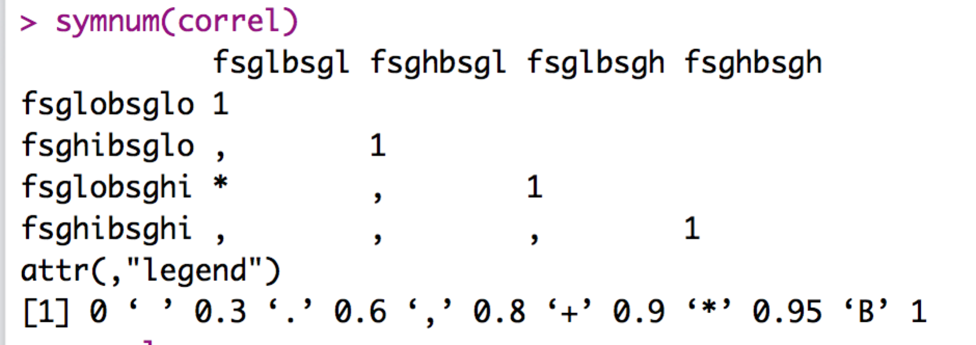 > symnum(correl)
fsglbsgl fsghbsgl fsglbsgh fsghbsgh
fsglobsglo 1
fsghibsglo , 1
fsglobsghi * , 1
fsghibsghi , , , 1
attr(,"legend")
[1] 0 ‘ ’ 0.3 ‘.’ 0.6 ‘,’ 0.8 ‘+’ 0.9 ‘*’ 0.95 ‘B’ 1